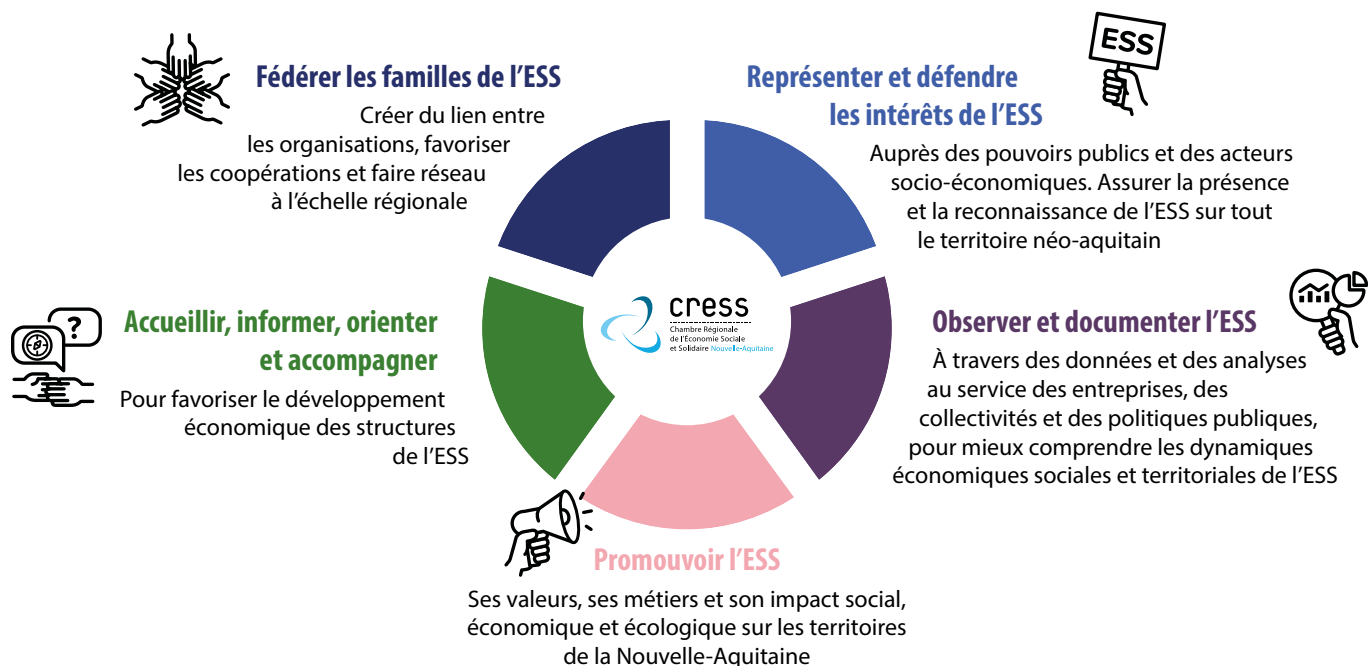 Fédérer les familles de l’ESS
Créer du lien entre
les organisations, favoriser
les coopérations et faire réseau
à l’échelle régionale
ESS
Représenter et défendre
les intérêts de l’ESS
Auprès des pouvoirs publics et des acteurs
socio-économiques. Assurer la présence
et la reconnaissance de l’ESS sur tout
le territoire néo-aquitain
?
Accueillir, informer, orienter
et accompagner
Pour favoriser le développement
économique des structures
de l’ESS
cress
Chambre Régionale
de l’Économie Sociale
et Solidaire Nouvelle-Aquitaine
Observer et documenter l’ESS
À travers des données et des analyses
au service des entreprises, des
collectivités et des politiques publiques,
pour mieux comprendre les dynamiques
économiques sociales et territoriales de l’ESS
Promouvoir l’ESS
Ses valeurs, ses métiers et son impact social,
économique et écologique sur les territoires
de la Nouvelle-Aquitaine